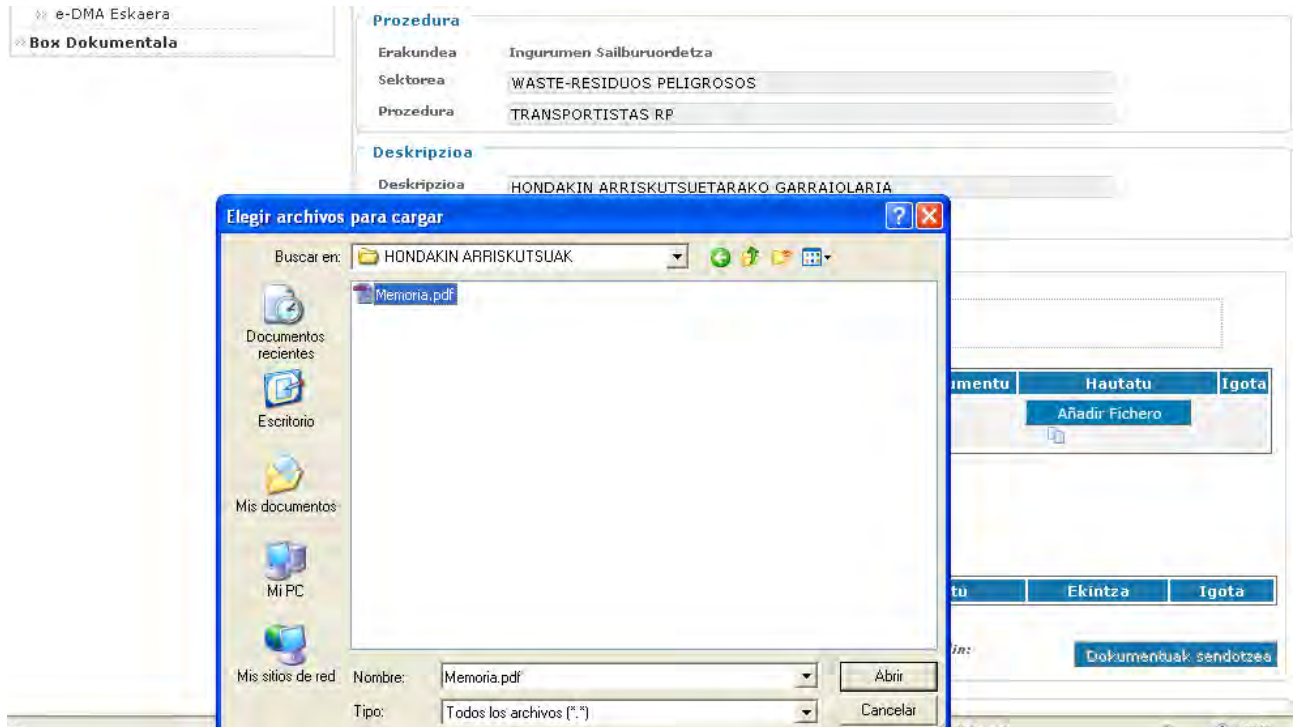 e-DMA Eskaera
Box Dokumentala
Prozedura
Erakundea Ingurumen Sailburuordetza
Sektorea WASTE-RESIDUOS PELIGROSOS
Prozedura TRANSPORTISTAS RP
Deskripzioa
Deskripzioa HONDAKIN ARRISKUTSUETARAKO GARRAIOLARIA
Elegir archivos para cargar
Buscar en: HONDAKIN ARRISKUTSUAK
Memoria.pdf
Documentos
recientes
Escritorio
Mis documentos
Mi PC
Mis sitios de red
Nombre: Memoria.pdf Abrir
Tipo: Todos los archivos (*.*) Cancelar
umentu Hautatu Igota
Añadir Fichero
tu Ekintza Igota
in:
Dokumentuak sendotzea